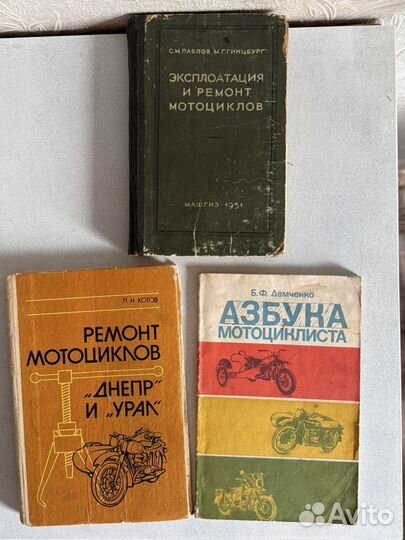 С.М.ПАВЛОВ, М.Г.ГИНЦБУРГ
ЭКСПЛОАТАЦИЯ
И РЕМОНТ
МОТОЦИКЛОВ
МАШГИЗ-1951
П.Н.КОТОВ
РЕМОНТ
МОТОЦИКЛОВ
„ДНЕПР"
И „УРАЛ"
Б.Ф.Демченко
АЗБУКА
МОТОЦИКЛИСТА
Avito